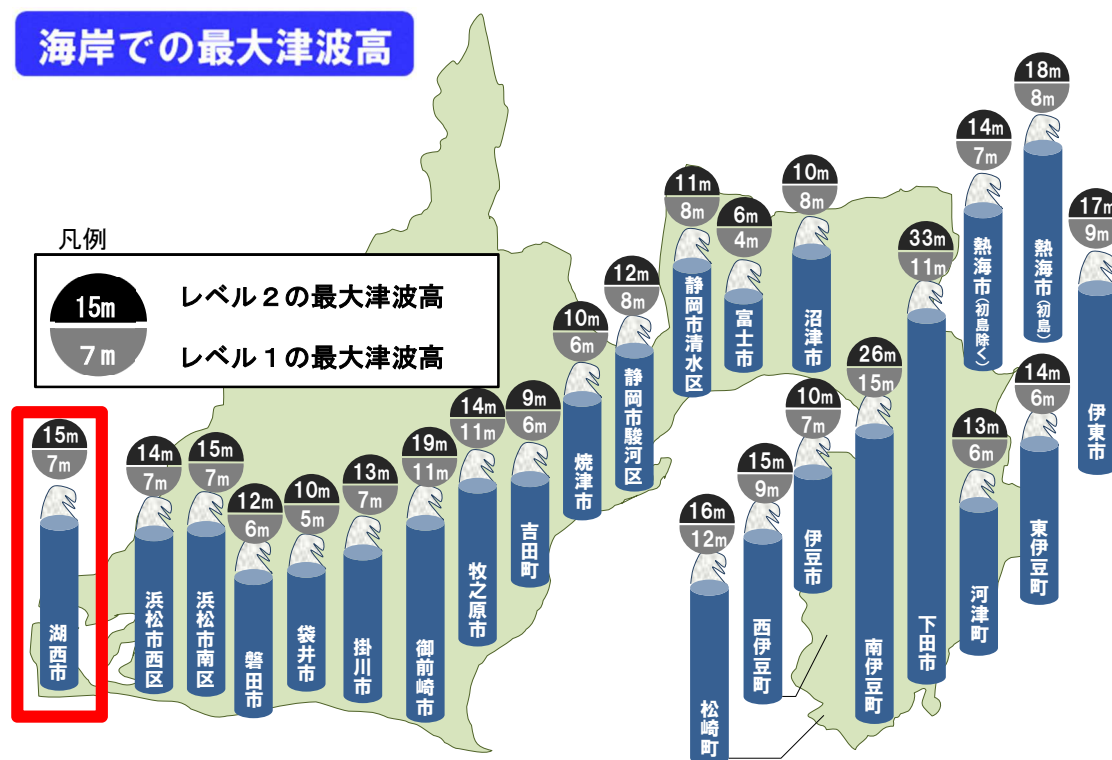 海岸での最大津波高
凡例
15m
レベル2の最大津波高
7m
レベル1の最大津波高
15m
7m
湖西市
14m
7m
浜松市西区
15m
7m
浜松市南区
12m
6m
磐田市
10m
5m
袋井市
13m
7m
掛川市
19m
11m
御前崎市
14m
11m
牧之原市
9m
6m
吉田町
10m
6m
焼津市
12m
8m
静岡市駿河区
11m
8m
静岡市清水区
6m
4m
富士市
10m
8m
沼津市
10m
7m
伊豆市
15m
9m
西伊豆町
16m
12m
松崎町
26m
15m
南伊豆町
33m
11m
下田市
13m
6m
河津町
14m
6m
東伊豆町
17m
9m
伊東市
14m
7m
熱海市(初島除く)
18m
8m
熱海市(初島)